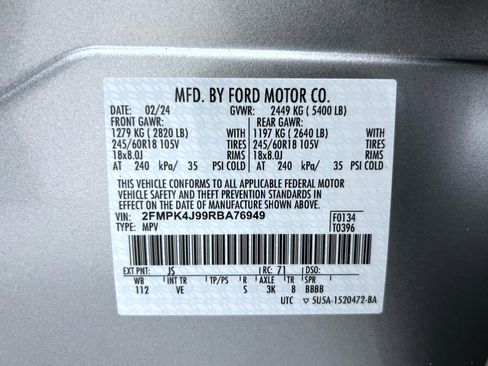 MFD. BY FORD MOTOR CO.
DATE: 02/24 GVWR: 2449 KG ( 5400 LB)
FRONT GAWR: REAR GAWR:
1279 KG ( 2820 LB) WITH 1197 KG ( 2640 LB) WITH
245/60R18 105V TIRES 245/60R18 105V TIRES
18x8.0J RIMS 18x8.0J RIMS
AT 240 kPa/ 35 PSI COLD AT 240 kPa/ 35 PSI COLD
THIS VEHICLE CONFORMS TO ALL APPLICABLE FEDERAL MOTOR
VEHICLE SAFETY AND THEFT PREVENTION STANDARDS IN
EFFECT ON THE DATE OF MANUFACTURE SHOWN ABOVE.
VIN: 2FMPK4J99RBA76949 F0134
TYPE: MPV T0396
EXT PNT: JS RC: 71 DSO:
WB INT TR TP/PS R AXLE TR SPR
112 VE S 3K 8 BBBB
UTC ▽ 5U5A-1520472-BA